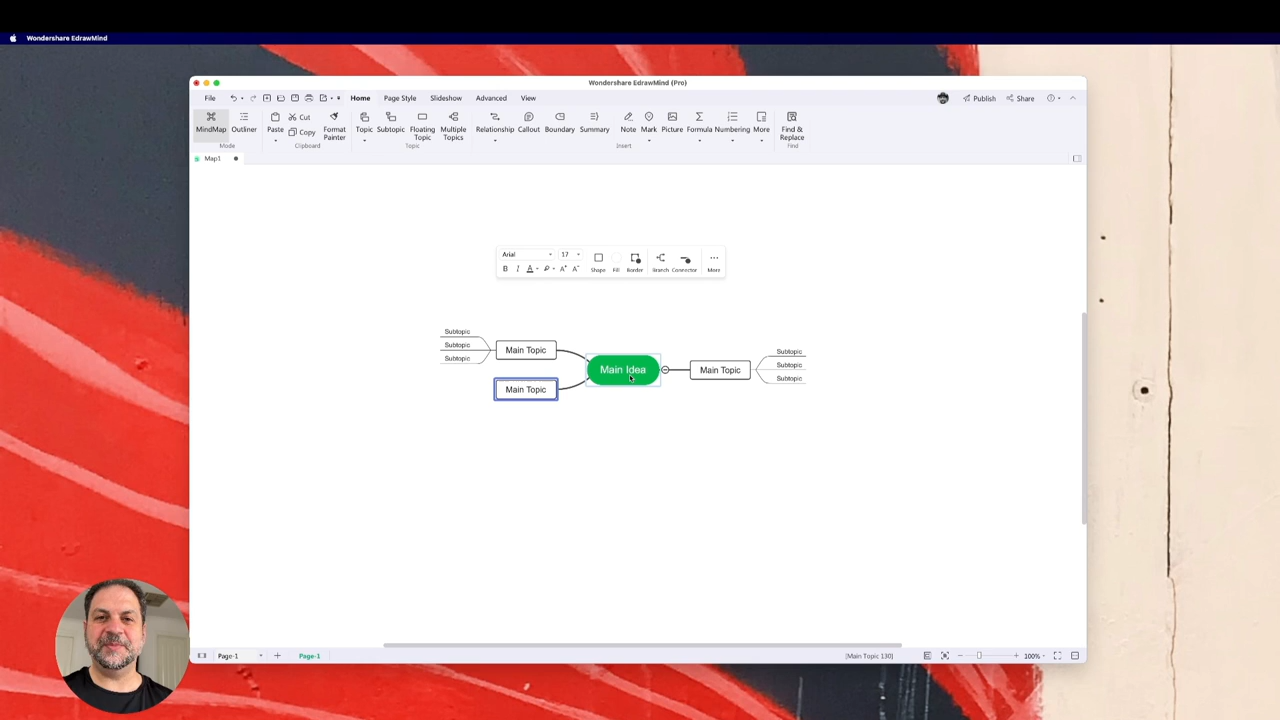 Wondershare EdrawMind
Wondershare EdrawMind (Pro)
File Home Page Style Slideshow Advanced View Publish Share
MindMap Outliner Paste Cut Copy Format Painter Topic Subtopic Floating Topic Multiple Topics Relationship Callout Boundary Summary Note Mark Picture Formula Numbering More Find & Replace
Mode Clipboard Topic Insert Find
Map1
Arial 17
B I A A A Shape Fill Border Branch Connector More
Subtopic
Subtopic
Subtopic
Main Topic
Main Topic
Main Idea
Main Topic
Subtopic
Subtopic
Subtopic
Page-1 Page-1 [Main Topic 130] 100%